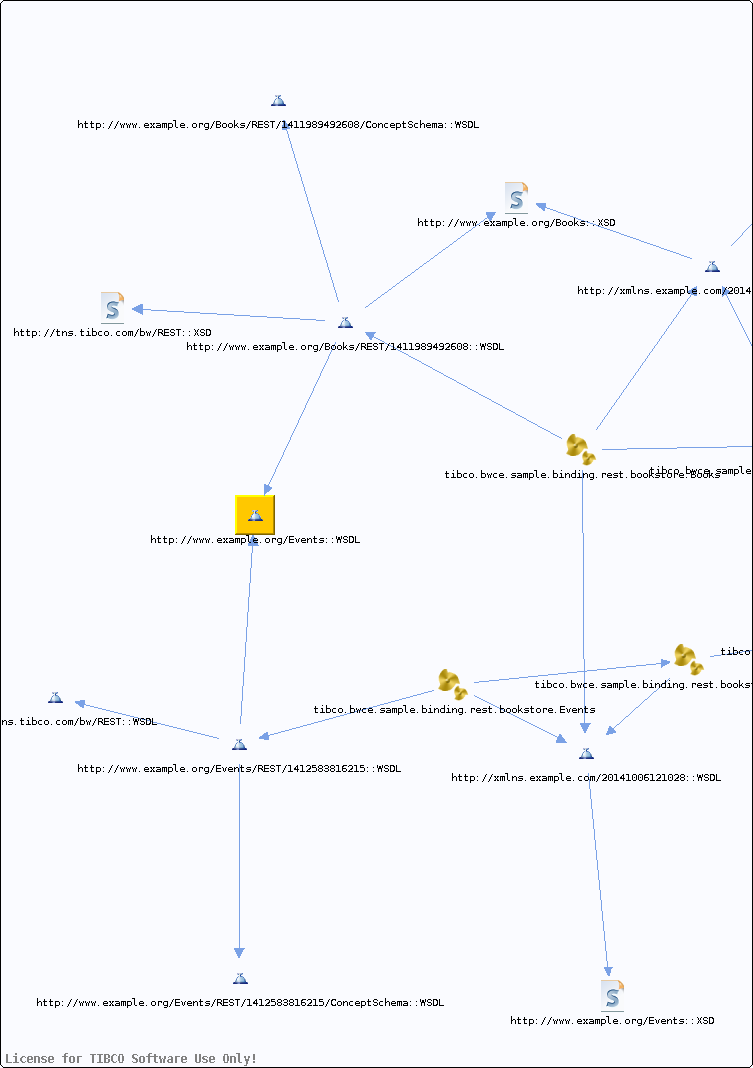 http://www.example.org/Books/REST/1411989492608/ConceptSchema::WSDL
http://www.example.org/Books::XSD
http://xmlns.example.com/2014
http://tns.tibco.com/bw/REST::XSD
http://www.example.org/Books/REST/1411989492608::WSDL
tibco.bwce.sample.binding.rest.bookstore.Books
tibco.bwce.sample
http://www.example.org/Events::WSDL
tibco
tibco.bwce.sample.binding.rest.bookst
tibco.bwce.sample.binding.rest.bookstore.Events
ns.tibco.com/bw/REST::WSDL
http://www.example.org/Events/REST/1412583816215::WSDL
http://xmlns.example.com/20141006121028::WSDL
http://www.example.org/Events/REST/1412583816215/ConceptSchema::WSDL
http://www.example.org/Events::XSD
License for TIBCO Software Use Only!